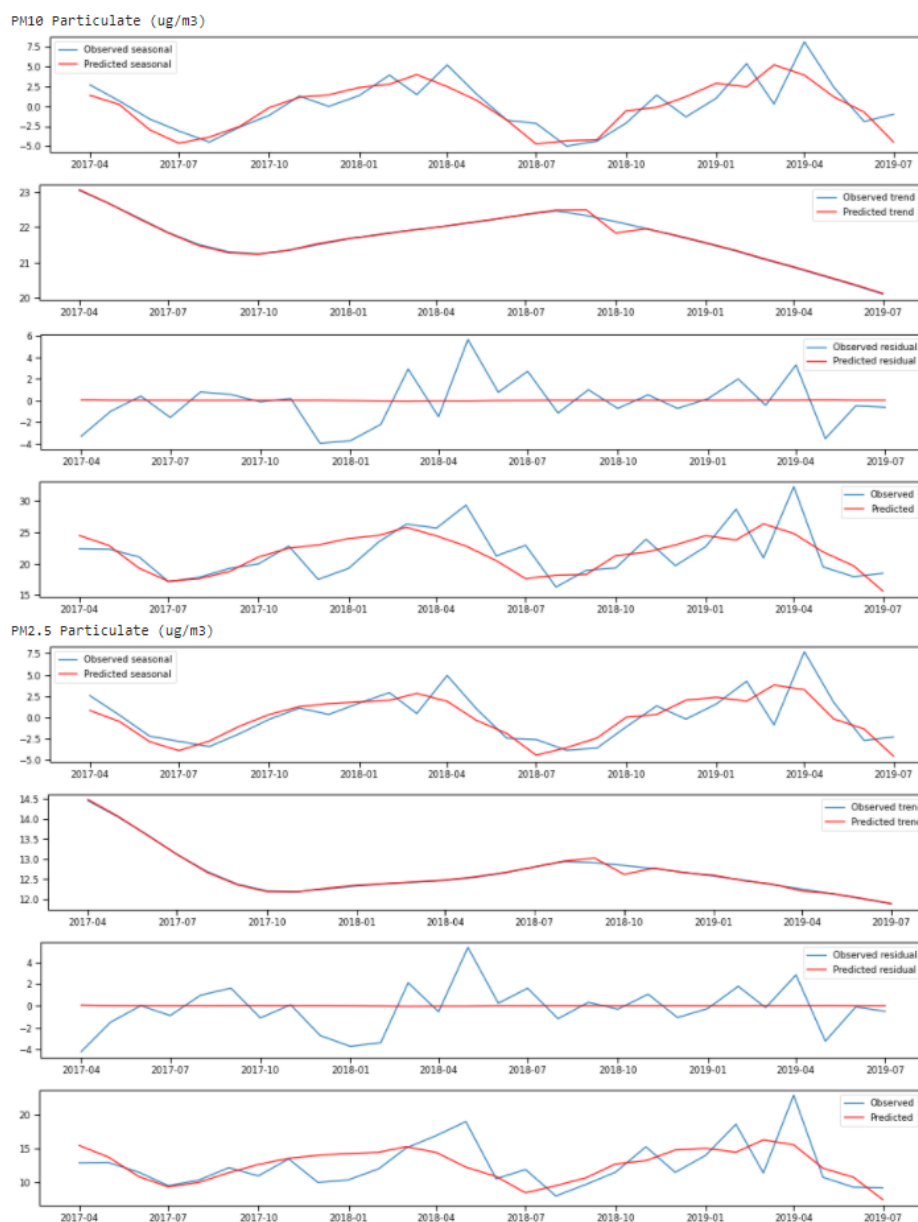 PM10 Particulate (ug/m3)
7.5
5.0
2.5
0.0
−2.5
−5.0
Observed seasonal
Predicted seasonal
2017-04 2017-07 2017-10 2018-01 2018-04 2018-07 2018-10 2019-01 2019-04 2019-07
23
22
21
20
Observed trend
Predicted trend
2017-04 2017-07 2017-10 2018-01 2018-04 2018-07 2018-10 2019-01 2019-04 2019-07
6
4
2
0
−2
−4
Observed residual
Predicted residual
2017-04 2017-07 2017-10 2018-01 2018-04 2018-07 2018-10 2019-01 2019-04 2019-07
30
25
20
15
Observed
Predicted
2017-04 2017-07 2017-10 2018-01 2018-04 2018-07 2018-10 2019-01 2019-04 2019-07
PM2.5 Particulate (ug/m3)
7.5
5.0
2.5
0.0
−2.5
−5.0
Observed seasonal
Predicted seasonal
2017-04 2017-07 2017-10 2018-01 2018-04 2018-07 2018-10 2019-01 2019-04 2019-07
14.5
14.0
13.5
13.0
12.5
12.0
Observed trend
Predicted trend
2017-04 2017-07 2017-10 2018-01 2018-04 2018-07 2018-10 2019-01 2019-04 2019-07
4
2
0
−2
−4
Observed residual
Predicted residual
2017-04 2017-07 2017-10 2018-01 2018-04 2018-07 2018-10 2019-01 2019-04 2019-07
20
15
10
Observed
Predicted
2017-04 2017-07 2017-10 2018-01 2018-04 2018-07 2018-10 2019-01 2019-04 2019-07